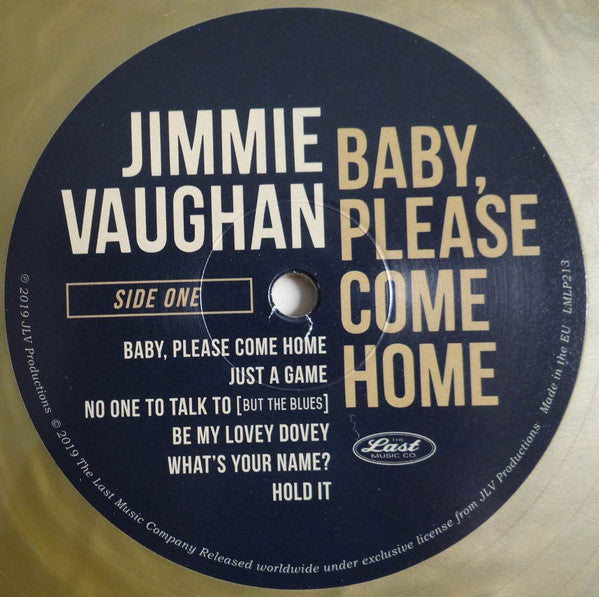 JIMMIE
VAUGHAN
BABY,
PLEASE
COME
HOME
SIDE ONE
BABY, PLEASE COME HOME
JUST A GAME
NO ONE TO TALK TO [BUT THE BLUES]
BE MY LOVEY DOVEY
WHAT'S YOUR NAME?
HOLD IT
THE
Last
MUSIC CO.
℗ 2019 JLV Productions © 2019 The Last Music Company Released worldwide under exclusive license from JLV Productions Made in the EU LMLP213